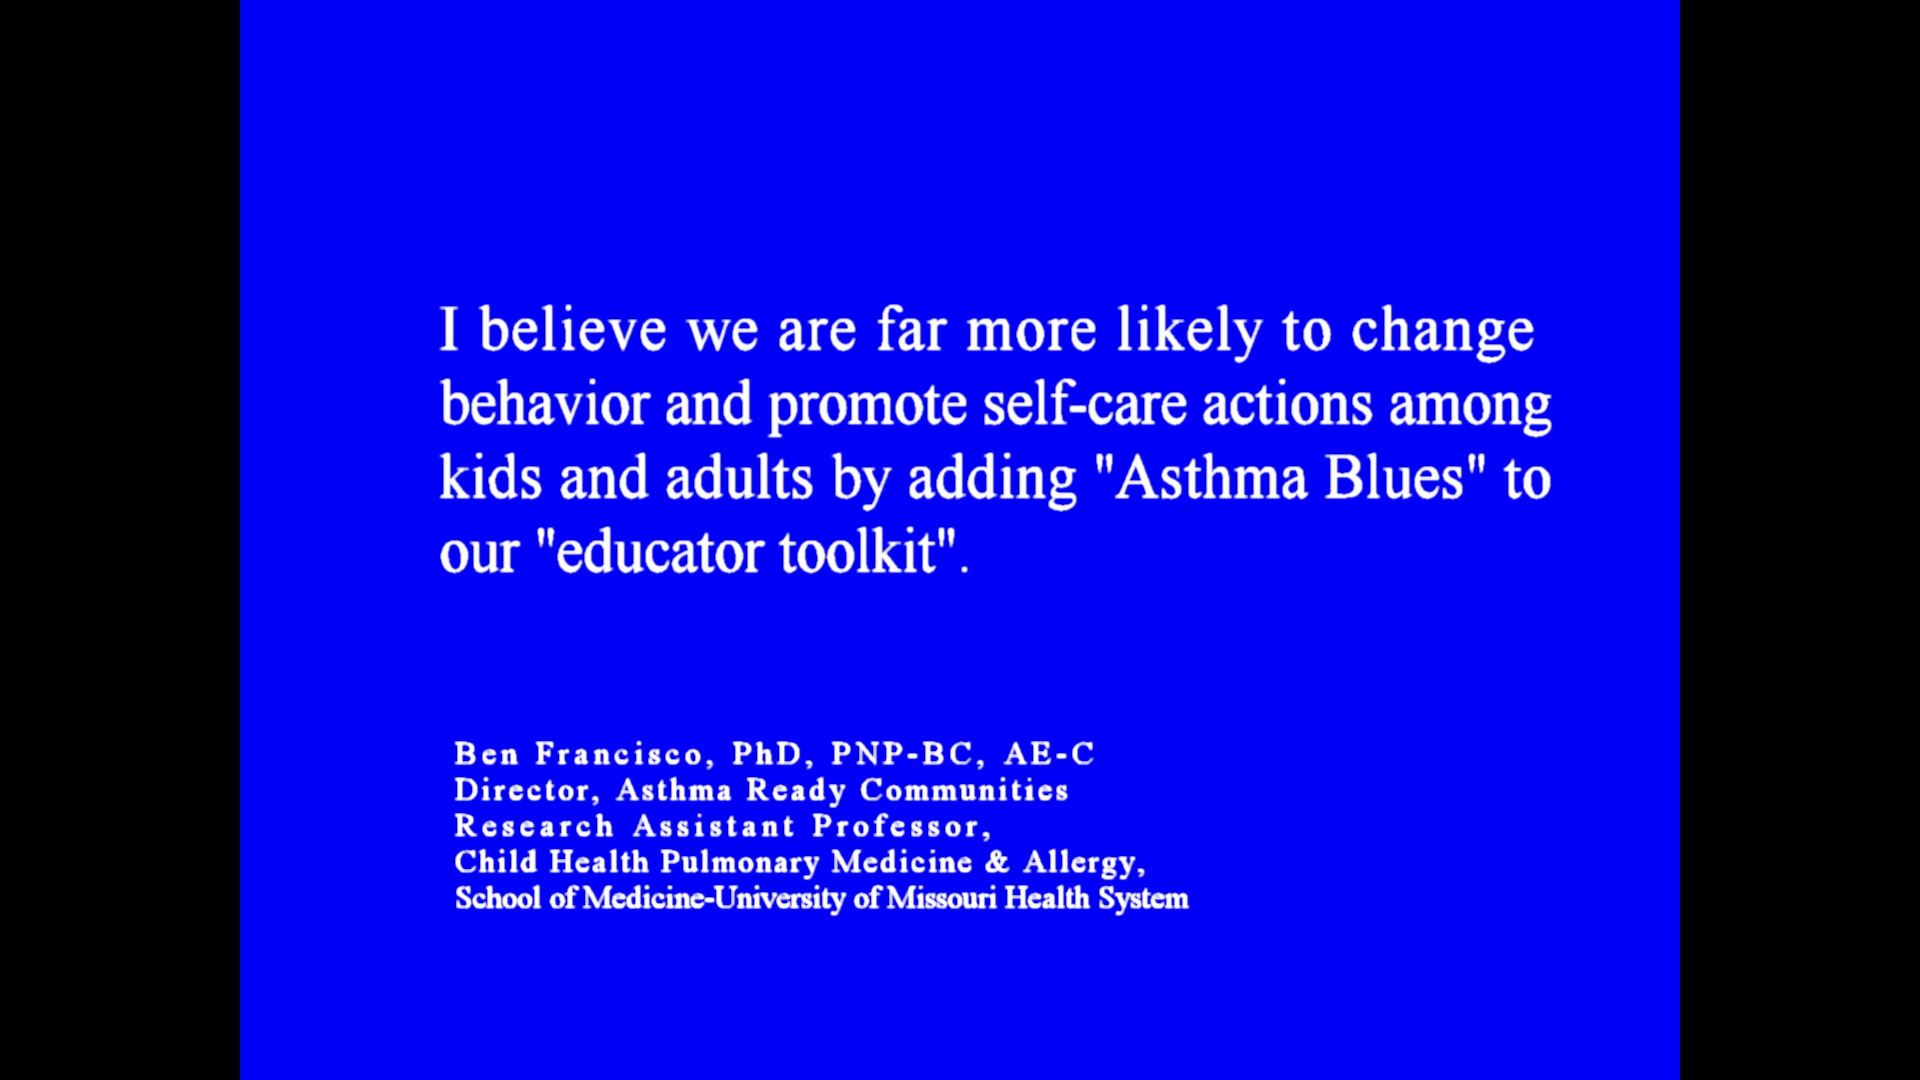 I believe we are far more likely to change
behavior and promote self-care actions among
kids and adults by adding "Asthma Blues" to
our "educator toolkit".
Ben Francisco, PhD, PNP-BC, AE-C
Director, Asthma Ready Communities
Research Assistant Professor,
Child Health Pulmonary Medicine & Allergy,
School of Medicine-University of Missouri Health System